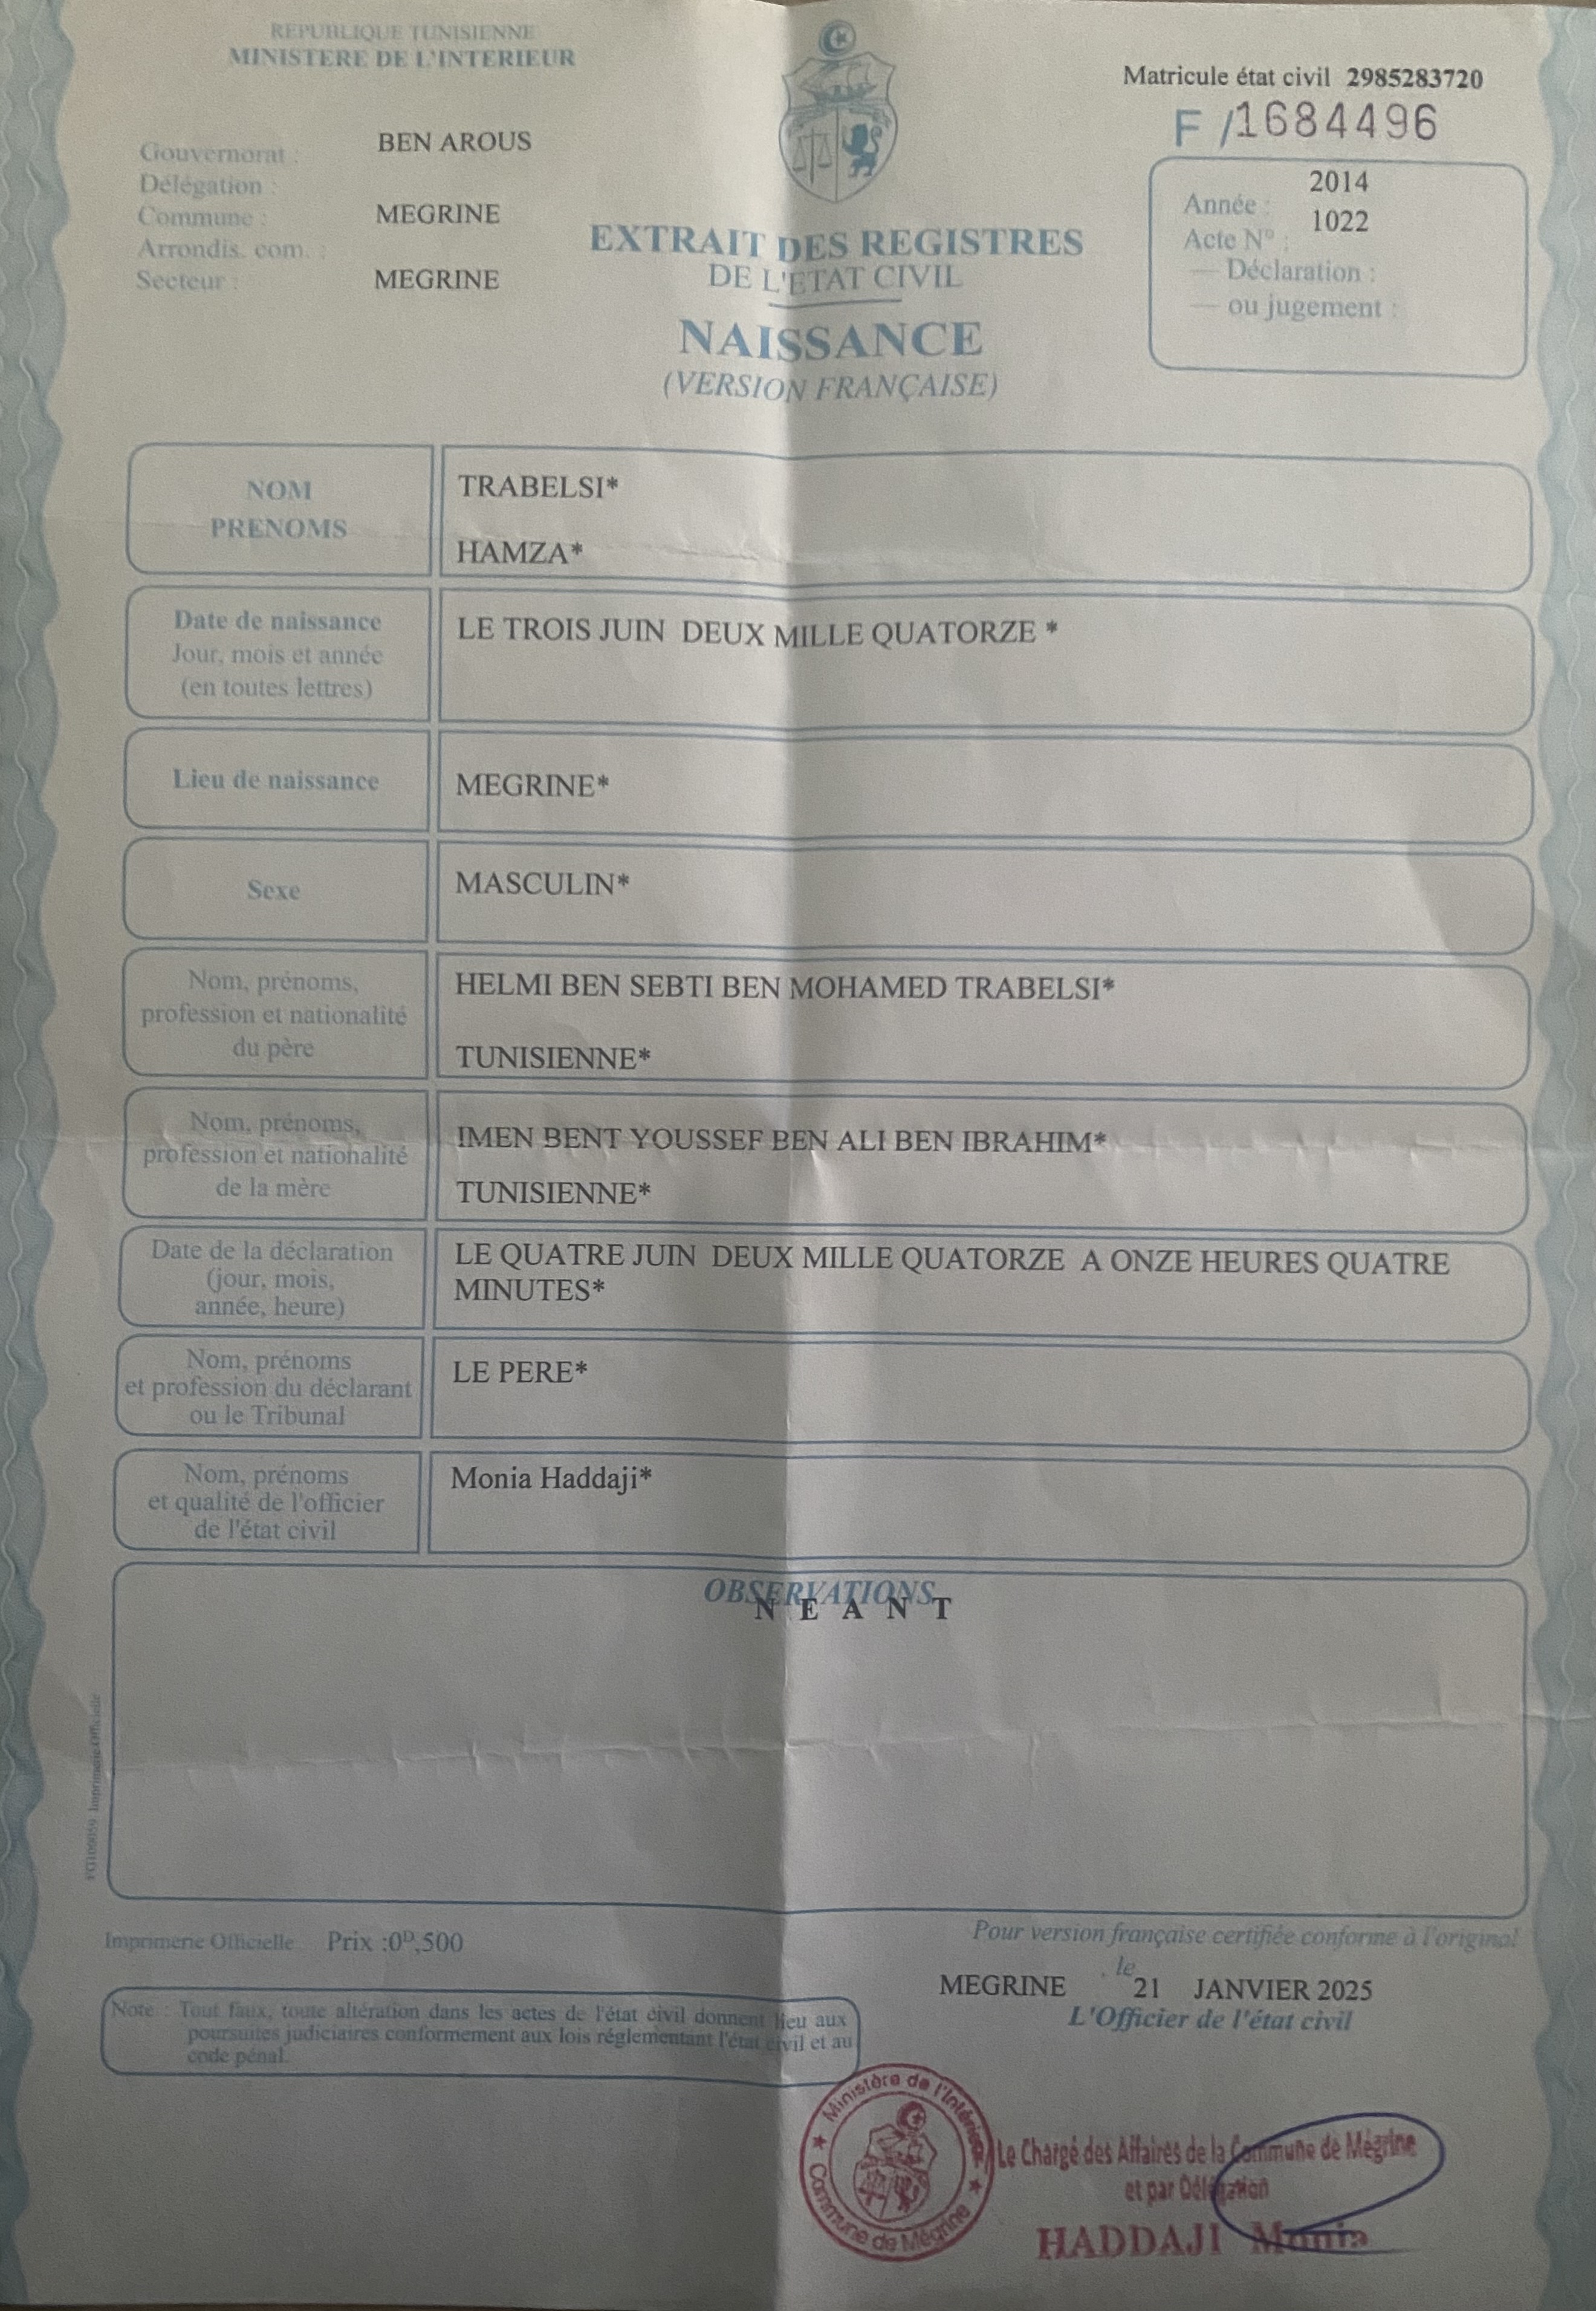 REPUBLIQUE TUNISIENNE
MINISTERE DE L'INTERIEUR
Matricule état civil 2985283720
F /1684496
Gouvernorat : BEN AROUS
Délégation :
Commune : MEGRINE
Arrondis. com. :
Secteur : MEGRINE
Année : 2014
Acte N° : 1022
— Déclaration :
— ou jugement :
EXTRAIT DES REGISTRES
DE L'ETAT CIVIL
NAISSANCE
(VERSION FRANÇAISE)
NOM
PRENOMS
TRABELSI*
HAMZA*
Date de naissance
Jour, mois et année
(en toutes lettres)
LE TROIS JUIN DEUX MILLE QUATORZE *
Lieu de naissance
MEGRINE*
Sexe
MASCULIN*
Nom, prénoms,
profession et nationalité
du père
HELMI BEN SEBTI BEN MOHAMED TRABELSI*
TUNISIENNE*
Nom, prénoms,
profession et nationalité
de la mère
IMEN BENT YOUSSEF BEN ALI BEN IBRAHIM*
TUNISIENNE*
Date de la déclaration
(jour, mois,
année, heure)
LE QUATRE JUIN DEUX MILLE QUATORZE A ONZE HEURES QUATRE
MINUTES*
Nom, prénoms
et profession du déclarant
ou le Tribunal
LE PERE*
Nom, prénoms
et qualité de l'officier
de l'état civil
Monia Haddaji*
OBSERVATIONS
N E A N T
Imprimerie Officielle
Imprimerie Officielle Prix :0ᴰ,500
Pour version française certifiée conforme à l'original
MEGRINE , le 21 JANVIER 2025
L'Officier de l'état civil
Note : Tout faux, toute altération dans les actes de l'état civil donnent lieu aux
poursuites judiciaires conformement aux lois réglementant l'état civil et au
code pénal.
Ministère de l'Intérieur
Commune de Mégrine
Le Chargé des Affaires de la Commune de Mégrine
et par Délégation
HADDAJI Monia